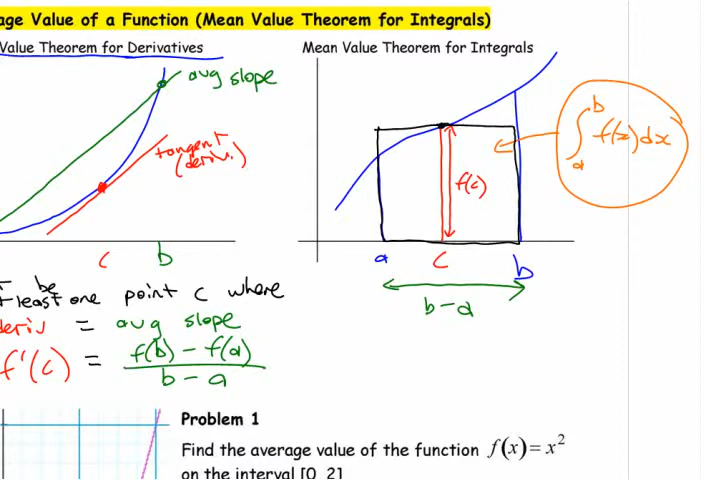 age Value of a Function (Mean Value Theorem for Integrals)
Value Theorem for Derivatives
avg slope
tangent
(deriv.)
c
b
be
least one point c where
deriv = avg slope
f'(c) = f(b) - f(a) / b - a
Mean Value Theorem for Integrals
∫_a^b f(x) dx
f(c)
a
c
b
b - a
Problem 1
Find the average value of the function f(x) = x²
on the interval [0, 2]